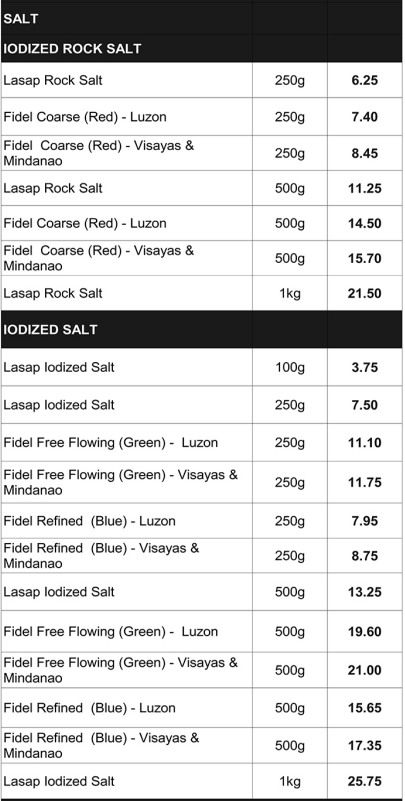 SALT
IODIZED ROCK SALT
Lasap Rock Salt 250g 6.25
Fidel Coarse (Red) - Luzon 250g 7.40
Fidel  Coarse (Red) - Visayas &
Mindanao 250g 8.45
Lasap Rock Salt 500g 11.25
Fidel Coarse (Red) - Luzon 500g 14.50
Fidel  Coarse (Red) - Visayas &
Mindanao 500g 15.70
Lasap Rock Salt 1kg 21.50
IODIZED SALT
Lasap Iodized Salt 100g 3.75
Lasap Iodized Salt 250g 7.50
Fidel Free Flowing (Green) -  Luzon 250g 11.10
Fidel Free Flowing (Green) - Visayas &
Mindanao 250g 11.75
Fidel Refined  (Blue) - Luzon 250g 7.95
Fidel Refined  (Blue) - Visayas &
Mindanao 250g 8.75
Lasap Iodized Salt 500g 13.25
Fidel Free Flowing (Green) -  Luzon 500g 19.60
Fidel Free Flowing (Green) - Visayas &
Mindanao 500g 21.00
Fidel Refined  (Blue) - Luzon 500g 15.65
Fidel Refined  (Blue) - Visayas &
Mindanao 500g 17.35
Lasap Iodized Salt 1kg 25.75